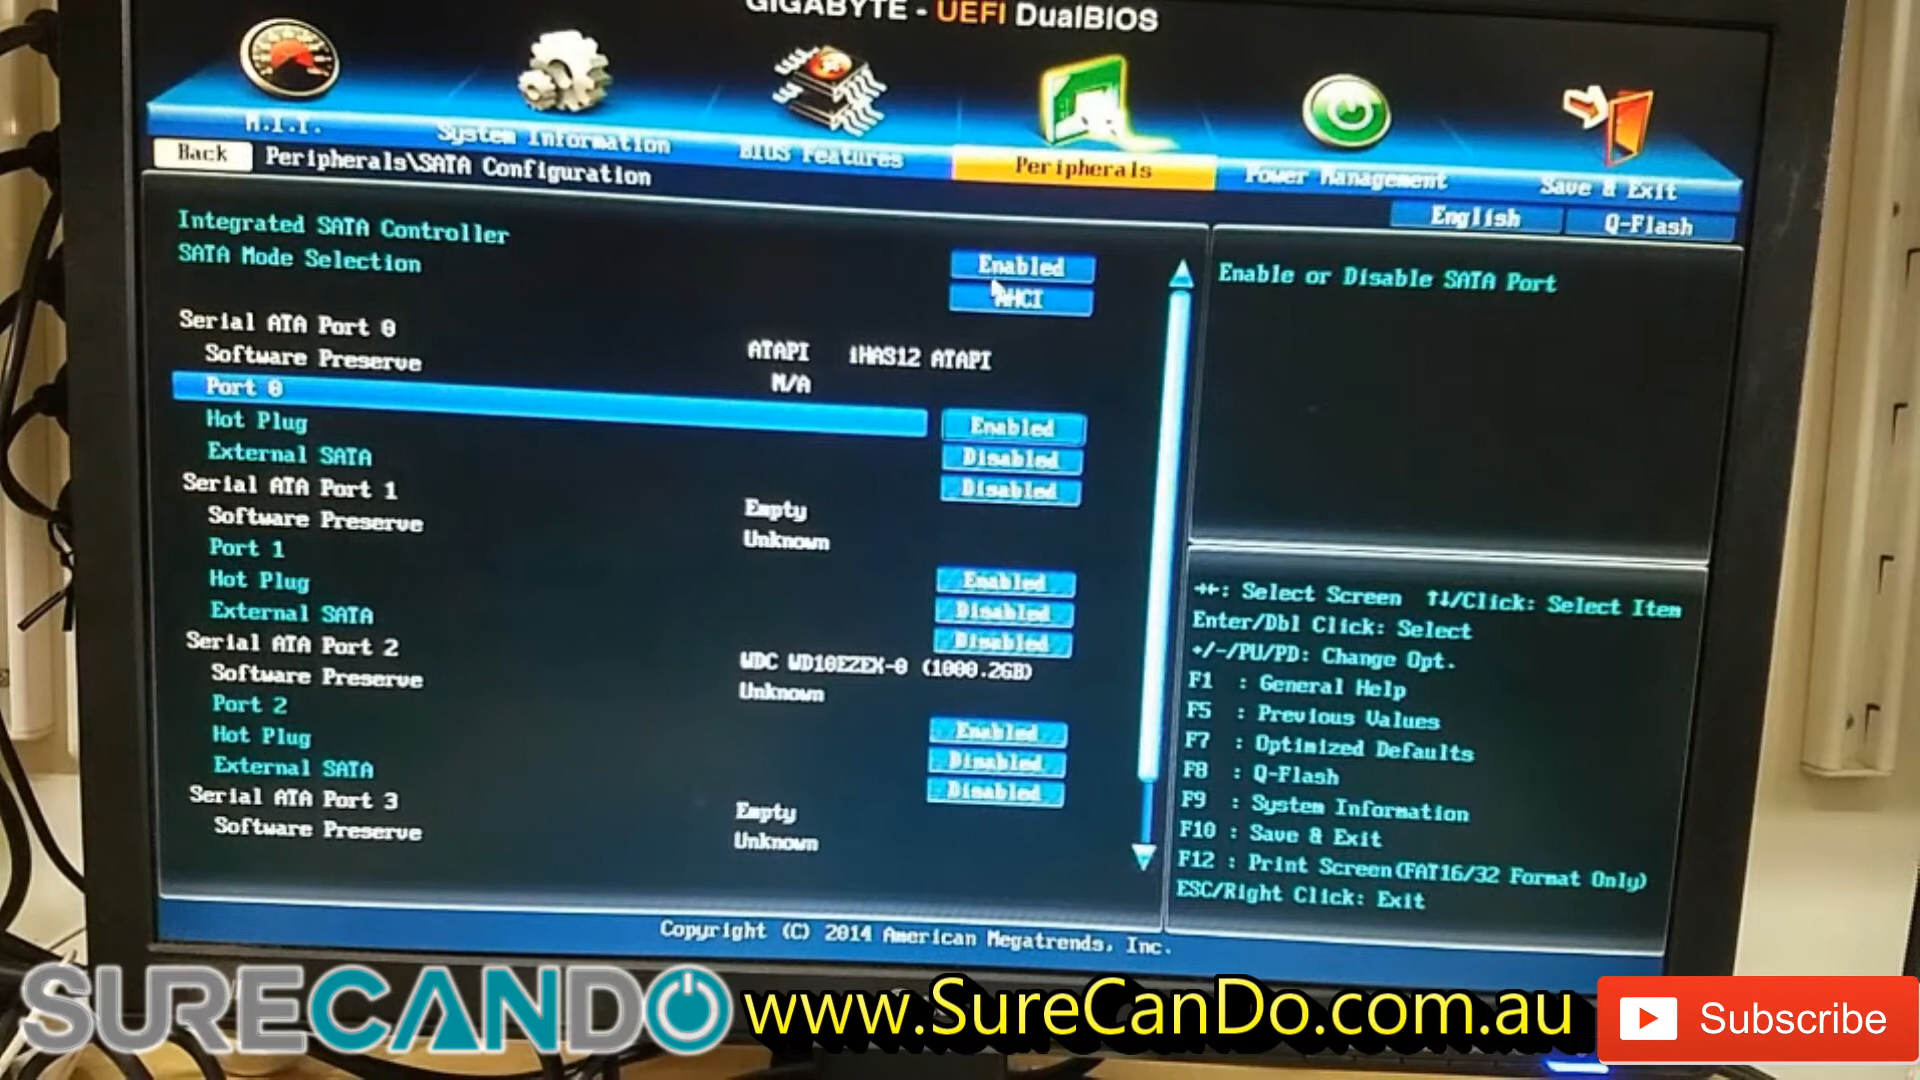 GIGABYTE - UEFI DualBIOS
M.I.T.
System Information
BIOS Features
Peripherals
Power Management
Save & Exit
Back Peripherals\SATA Configuration
English Q-Flash
Integrated SATA Controller Enabled
SATA Mode Selection AHCI
Serial ATA Port 0 ATAPI iHAS12 ATAPI
Software Preserve N/A
Port 0 Enabled
Hot Plug Disabled
External SATA Disabled
Serial ATA Port 1 Empty
Software Preserve Unknown
Port 1 Enabled
Hot Plug Disabled
External SATA Disabled
Serial ATA Port 2 WDC WD10EZEX-0 (1000.2GB)
Software Preserve Unknown
Port 2 Enabled
Hot Plug Disabled
External SATA Disabled
Serial ATA Port 3 Empty
Software Preserve Unknown
Enable or Disable SATA Port
→←: Select Screen ↑↓/Click: Select Item
Enter/Dbl Click: Select
+/-/PU/PD: Change Opt.
F1 : General Help
F5 : Previous Values
F7 : Optimized Defaults
F8 : Q-Flash
F9 : System Information
F10 : Save & Exit
F12 : Print Screen(FAT16/32 Format Only)
ESC/Right Click: Exit
Copyright (C) 2014 American Megatrends, Inc.
SURECANDO
www.SureCanDo.com.au
Subscribe